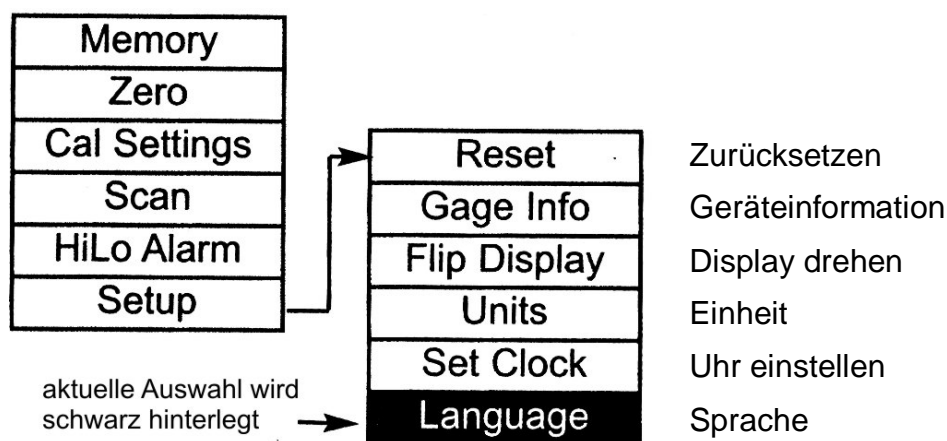 Memory
Zero
Cal Settings
Scan
HiLo Alarm
Setup
Reset Zurücksetzen
Gage Info Geräteinformation
Flip Display Display drehen
Units Einheit
Set Clock Uhr einstellen
Language Sprache
aktuelle Auswahl wird
schwarz hinterlegt